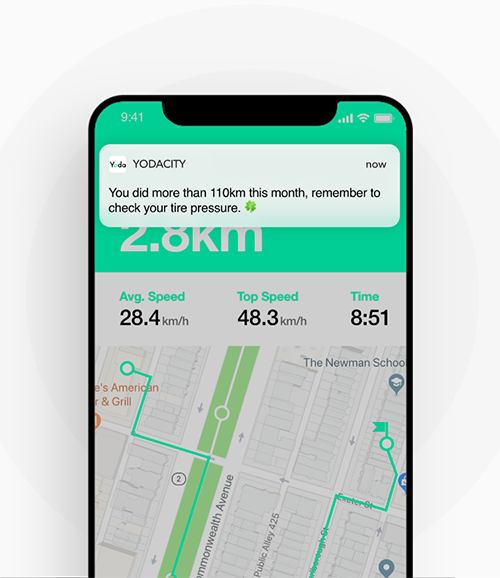 9:41
Yoda YODACITY now
You did more than 110km this month, remember to
check your tire pressure. 🍀
2.8km
Avg. Speed Top Speed Time
28.4 km/h 48.3 km/h 8:51
The Newman School
e's American
r & Grill
2
Commonwealth Avenue
Exeter St
Public Alley 425